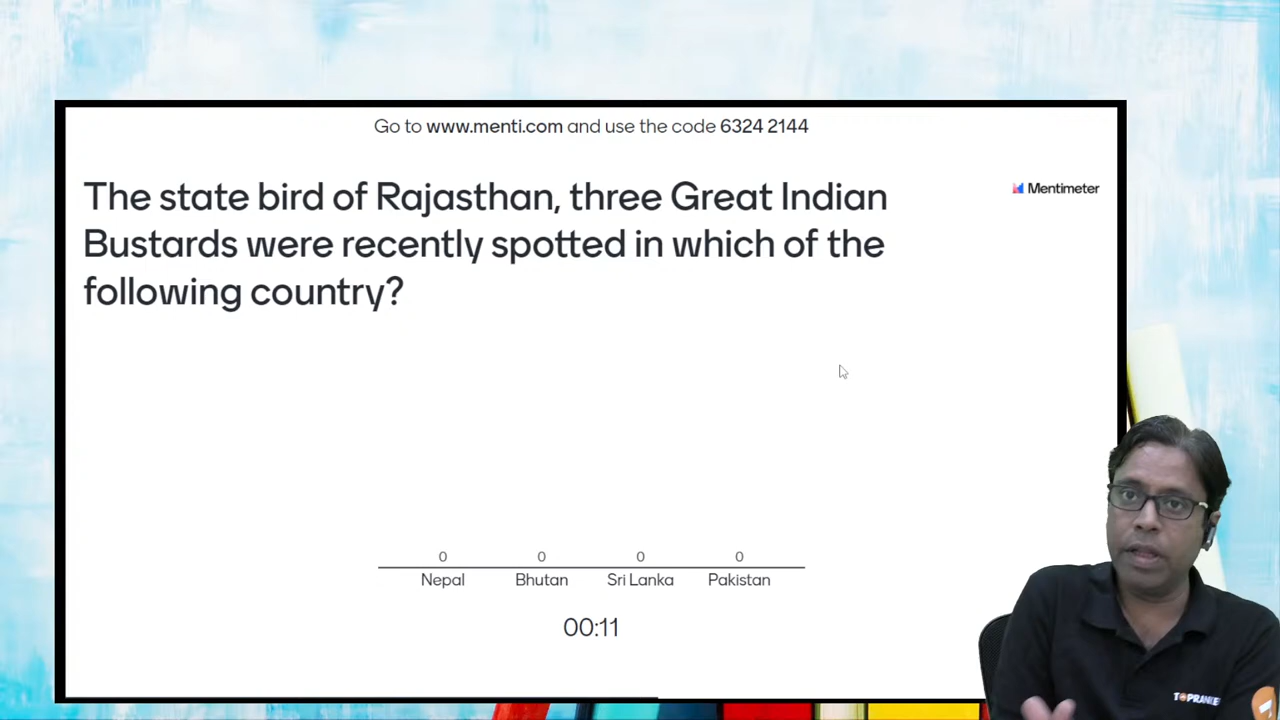 Go to www.menti.com and use the code 6324 2144
Mentimeter
The state bird of Rajasthan, three Great Indian
Bustards were recently spotted in which of the
following country?
0 0 0 0
Nepal Bhutan Sri Lanka Pakistan
00:11